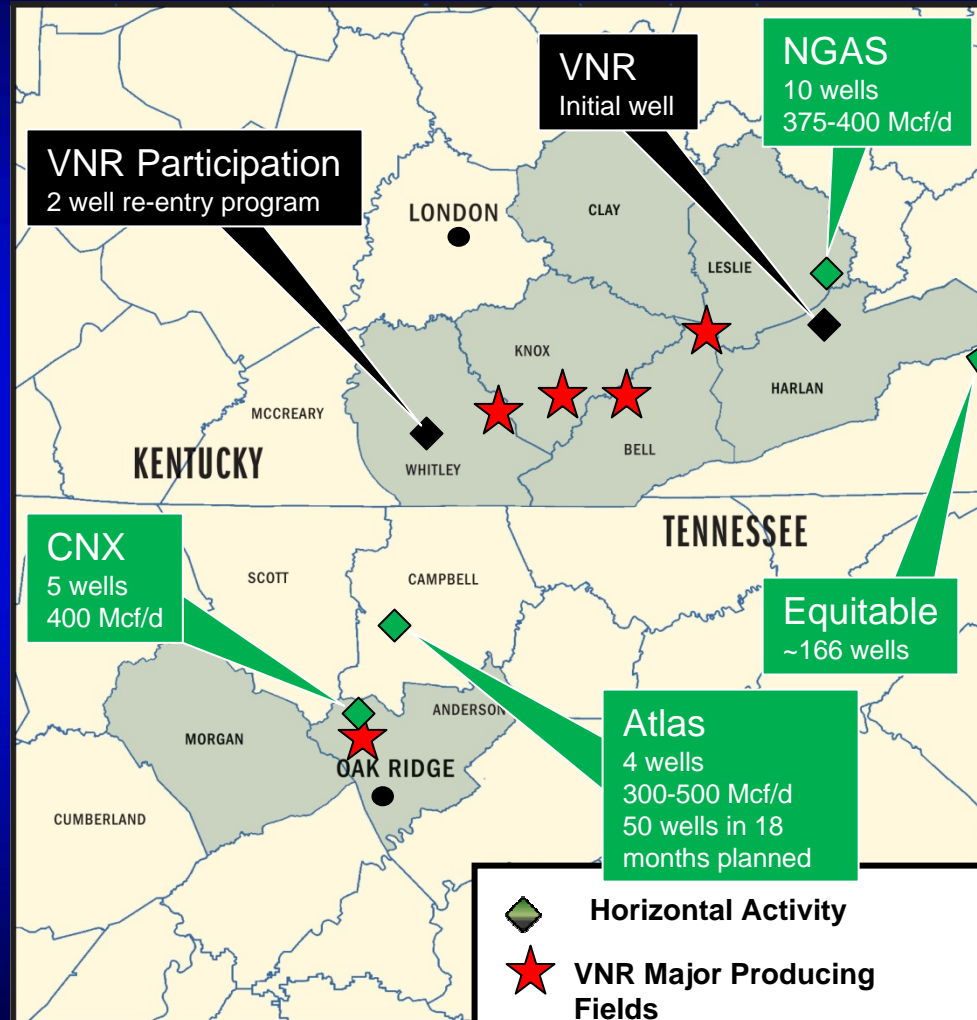 NGAS
10 wells
375-400 Mcf/d
VNR
Initial well
VNR Participation
2 well re-entry program
LONDON
CLAY
LESLIE
KNOX
HARLAN
MCCREARY
BELL
KENTUCKY
WHITLEY
TENNESSEE
CNX
5 wells
400 Mcf/d
SCOTT
CAMPBELL
Equitable
~166 wells
ANDERSON
MORGAN
OAK RIDGE
CUMBERLAND
Atlas
4 wells
300-500 Mcf/d
50 wells in 18
months planned
Horizontal Activity
VNR Major Producing
Fields